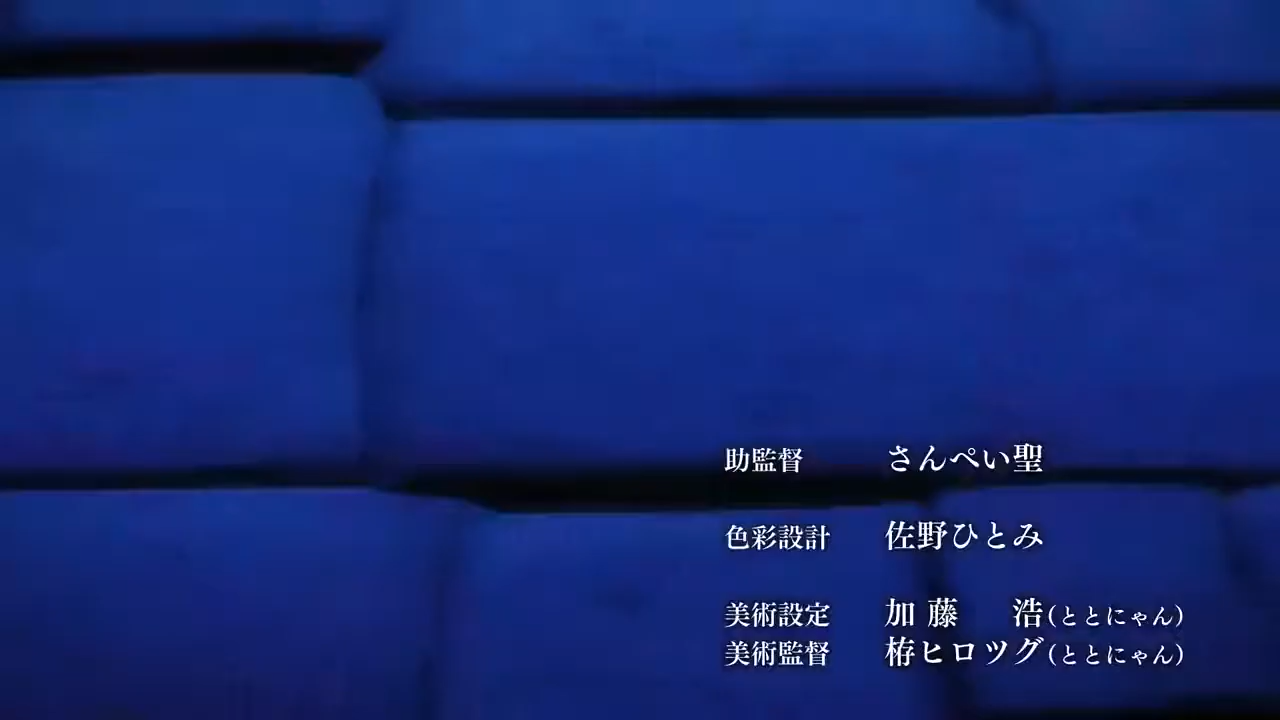 助監督 さんぺい聖
色彩設計 佐野ひとみ
美術設定 加藤 浩(ととにゃん)
美術監督 栫ヒロツグ(ととにゃん)